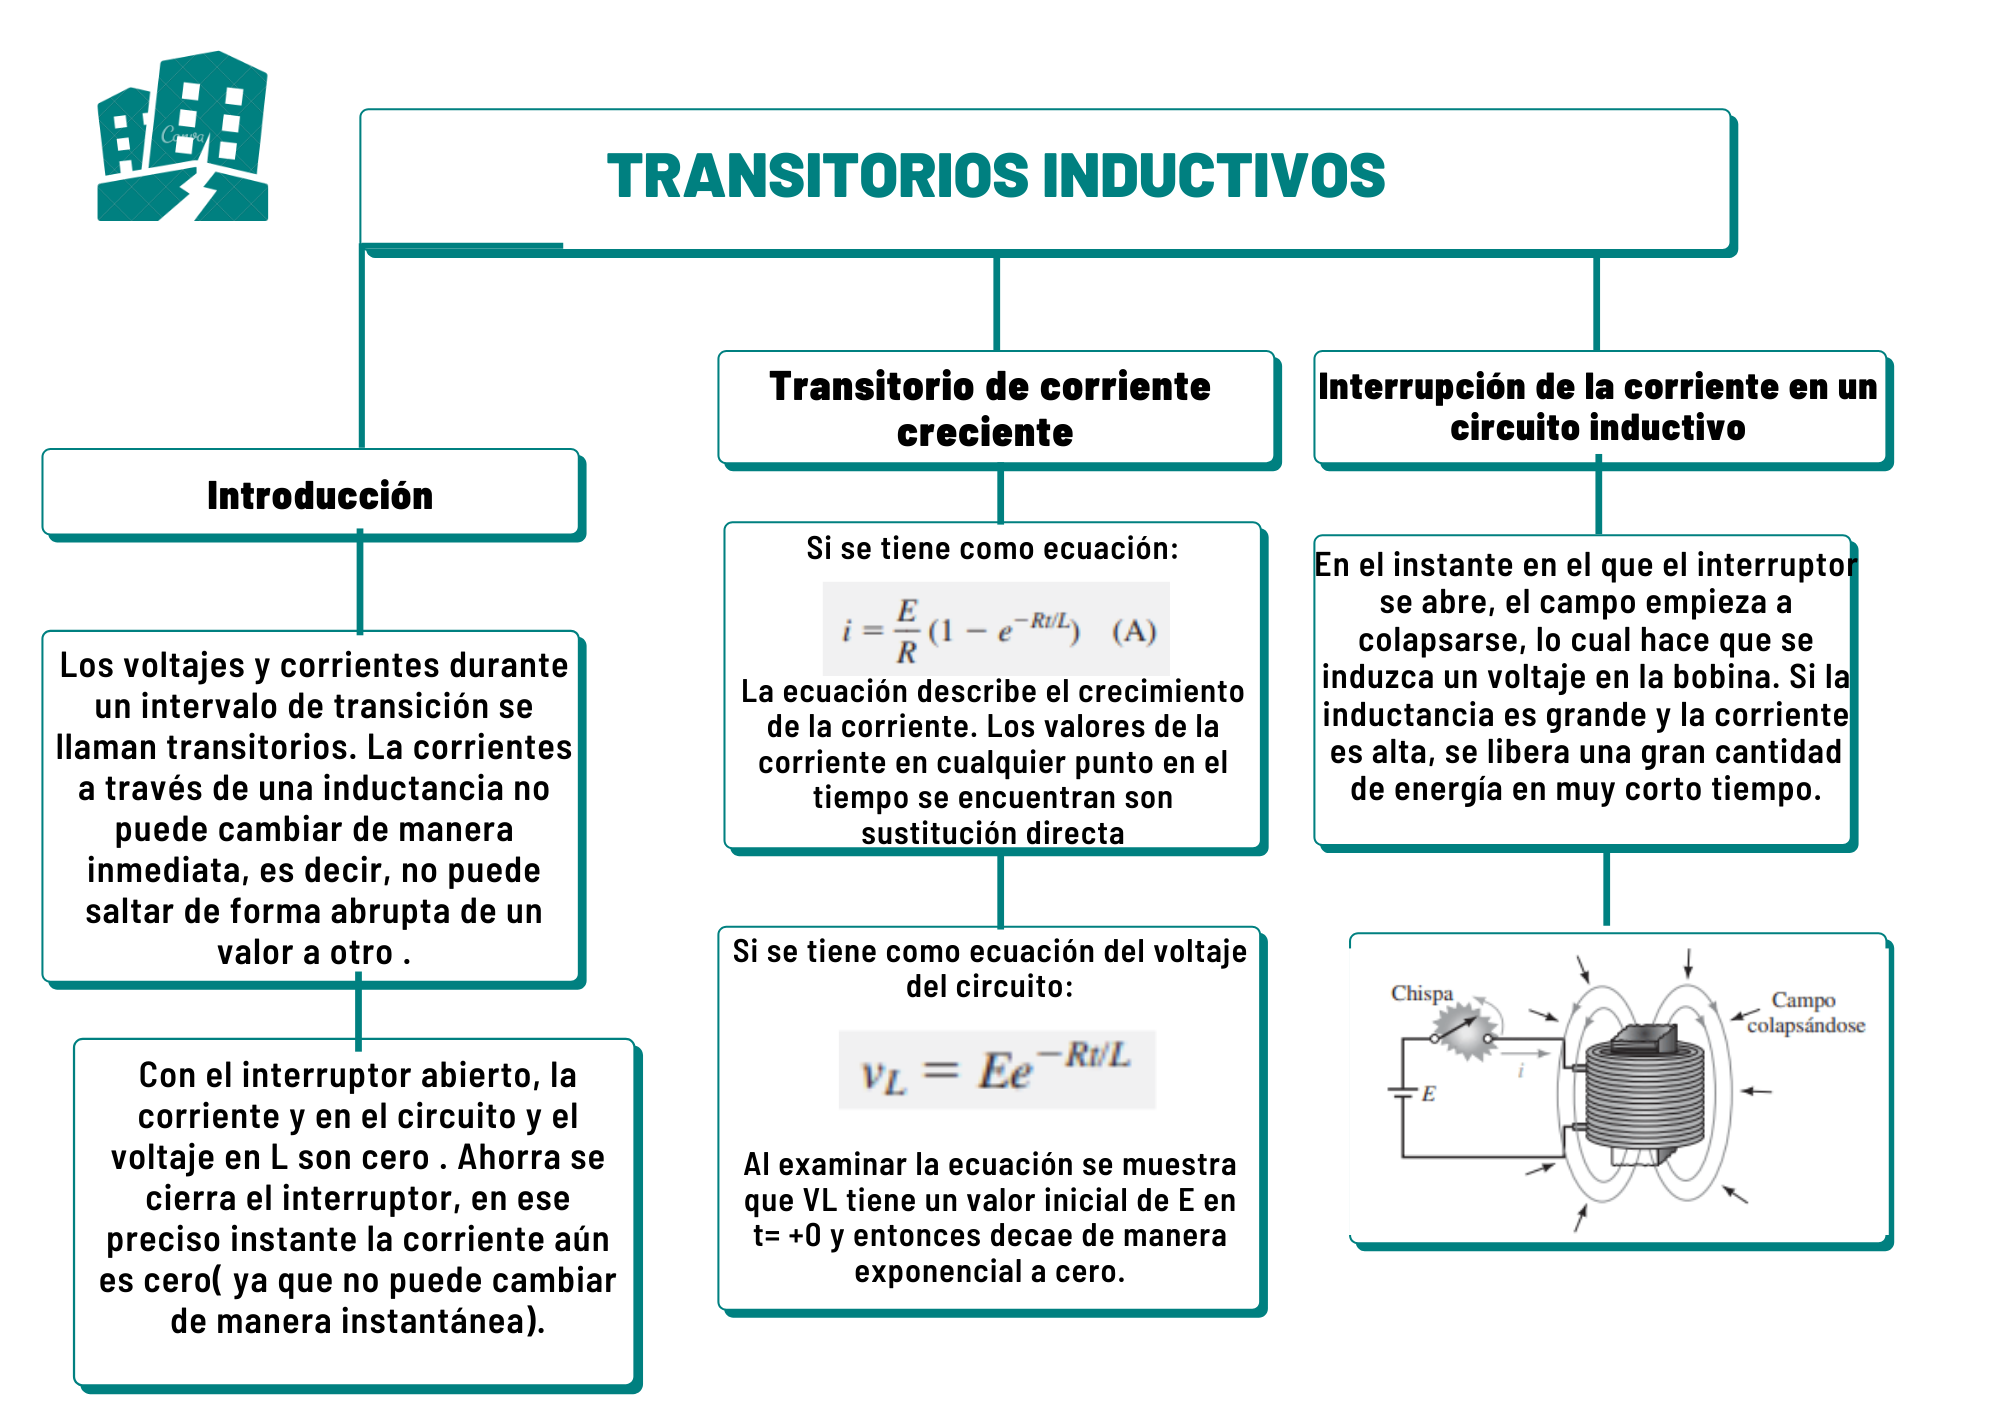 Canva
TRANSITORIOS INDUCTIVOS
Introducción
Los voltajes y corrientes durante
un intervalo de transición se
llaman transitorios. La corrientes
a través de una inductancia no
puede cambiar de manera
inmediata, es decir, no puede
saltar de forma abrupta de un
valor a otro .
Con el interruptor abierto, la
corriente y en el circuito y el
voltaje en L son cero . Ahorra se
cierra el interruptor, en ese
preciso instante la corriente aún
es cero( ya que no puede cambiar
de manera instantánea).
Transitorio de corriente
creciente
Si se tiene como ecuación:
i = E/R (1 − e^−Rt/L) (A)
La ecuación describe el crecimiento
de la corriente. Los valores de la
corriente en cualquier punto en el
tiempo se encuentran son
sustitución directa
Si se tiene como ecuación del voltaje
del circuito:
vL = Ee^−Rt/L
Al examinar la ecuación se muestra
que VL tiene un valor inicial de E en
t= +0 y entonces decae de manera
exponencial a cero.
Interrupción de la corriente en un
circuito inductivo
En el instante en el que el interruptor
se abre, el campo empieza a
colapsarse, lo cual hace que se
induzca un voltaje en la bobina. Si la
inductancia es grande y la corriente
es alta, se libera una gran cantidad
de energía en muy corto tiempo.
Chispa
Campo
colapsándose
i
E